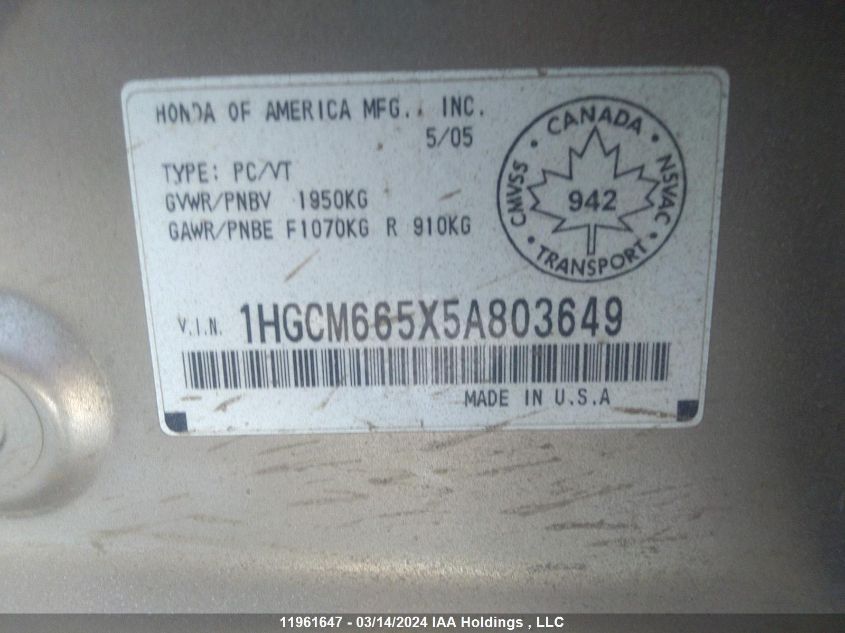 HONDA OF AMERICA MFG., INC.
5/05
TYPE: PC/VT
GVWR/PNBV 1950KG
GAWR/PNBE F1070KG R 910KG
CMVSS • CANADA • NSVAC • TRANSPORT •
942
V.I.N. 1HGCM665X5A803649
MADE IN U.S.A
11961647 - 03/14/2024 IAA Holdings , LLC